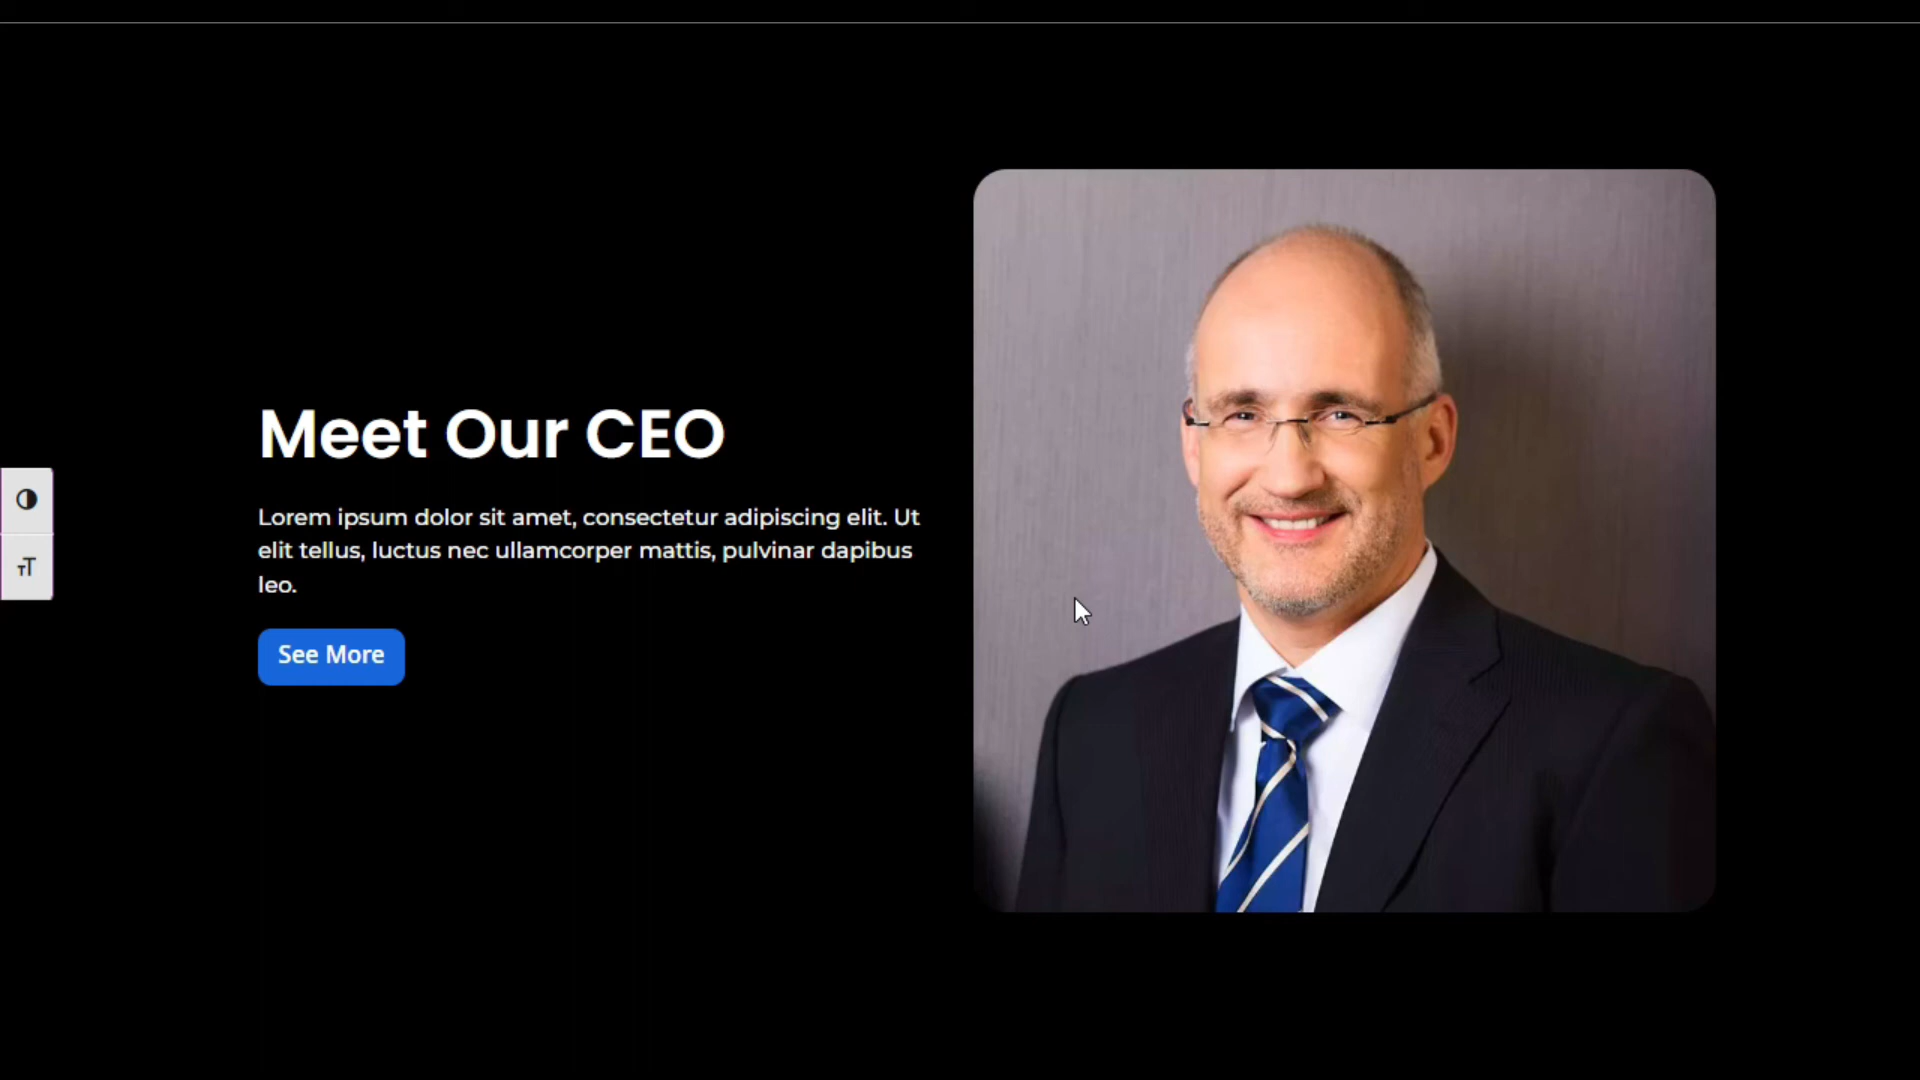 Meet Our CEO
Lorem ipsum dolor sit amet, consectetur adipiscing elit. Ut
elit tellus, luctus nec ullamcorper mattis, pulvinar dapibus
leo.
See More
TT